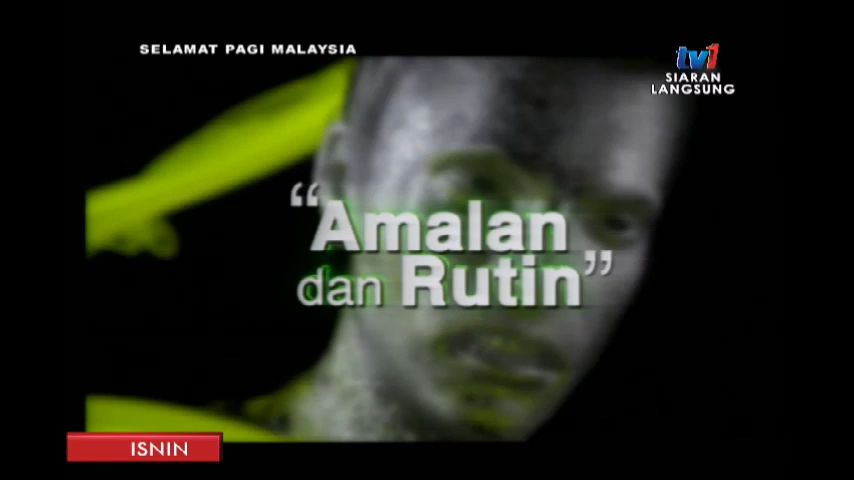 SELAMAT PAGI MALAYSIA
tv1
SIARAN
LANGSUNG
“Amalan
dan Rutin”
ISNIN